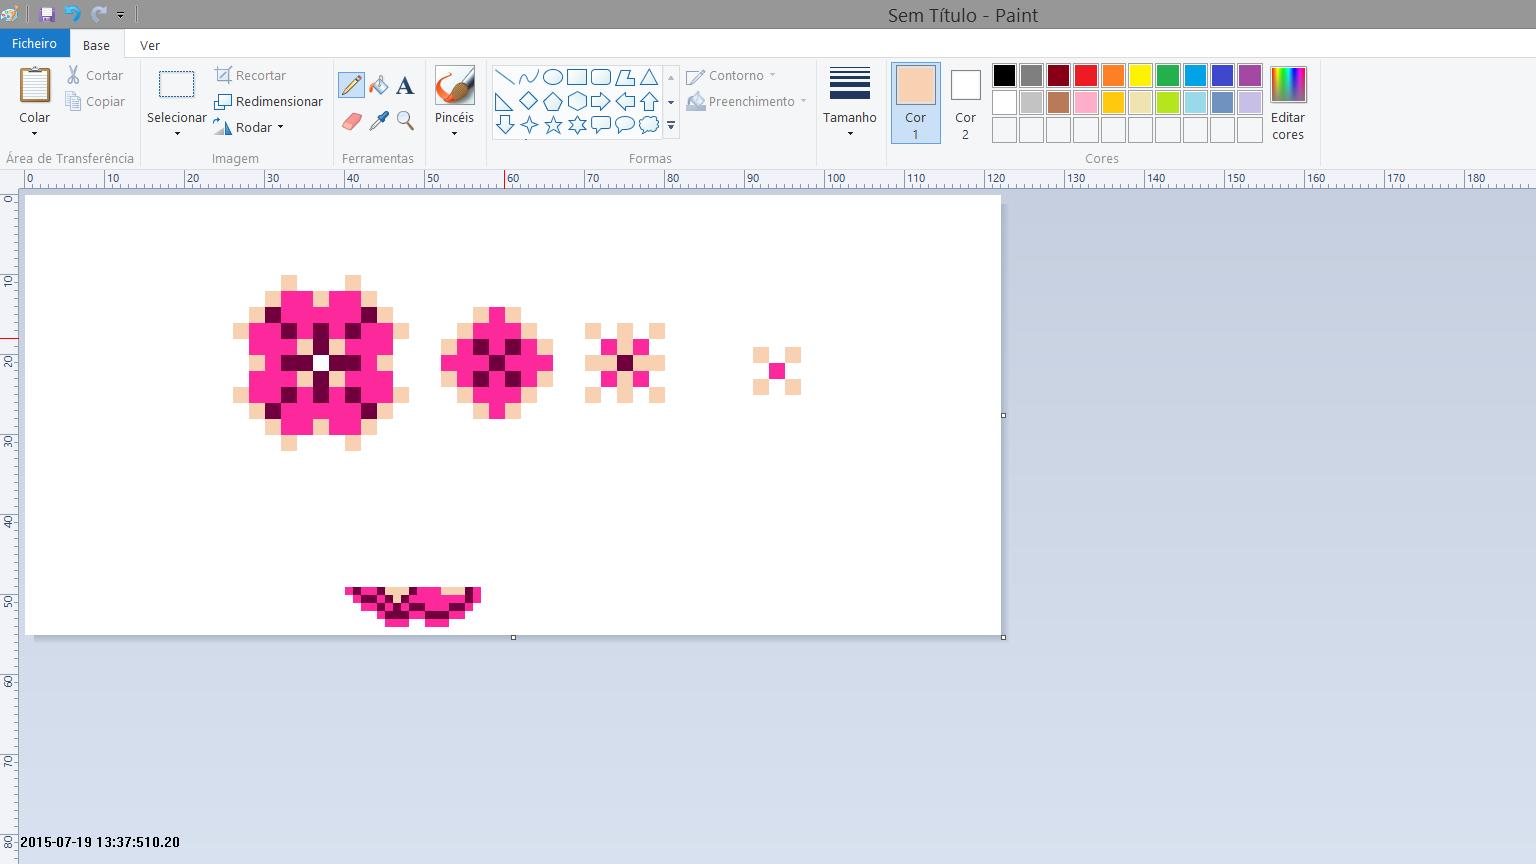 Sem Título - Paint
Ficheiro Base Ver
Colar
Cortar
Copiar
Área de Transferência
Selecionar
Recortar
Redimensionar
Rodar
Imagem
A
Ferramentas
Pincéis
Contorno
Preenchimento
Formas
Tamanho
Cor
1
Cor
2
Editar
cores
Cores
0 10 20 30 40 50 60 70 80 90 100 110 120 130 140 150 160 170 180
0
10
20
30
40
50
60
70
80
2015-07-19 13:37:510.20